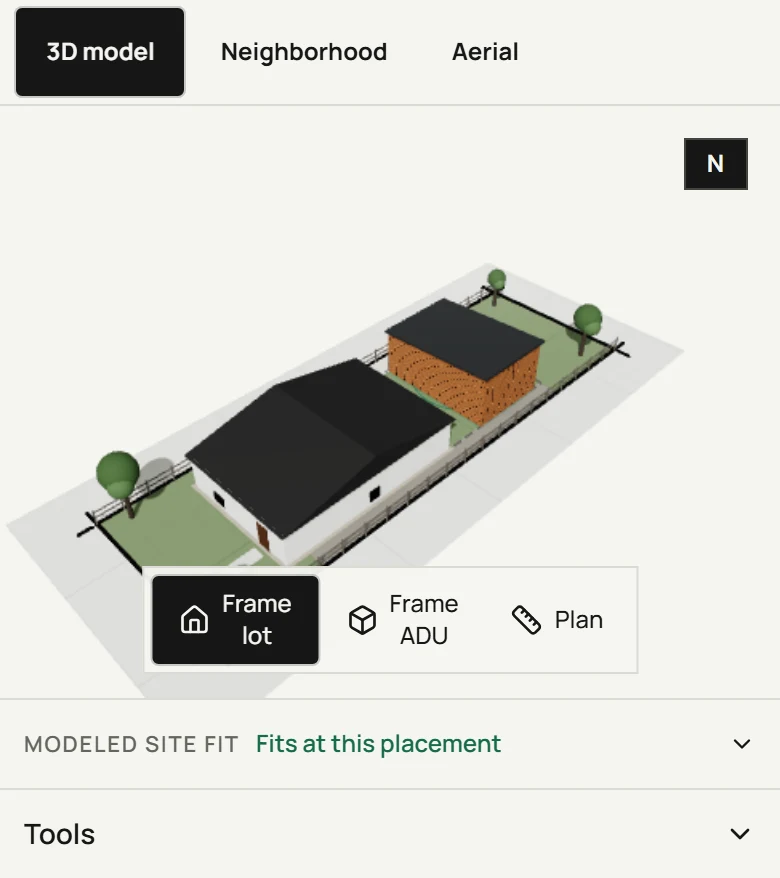 3D model
Neighborhood
Aerial
N
Frame
lot
Frame
ADU
Plan
MODELED SITE FIT Fits at this placement
Tools